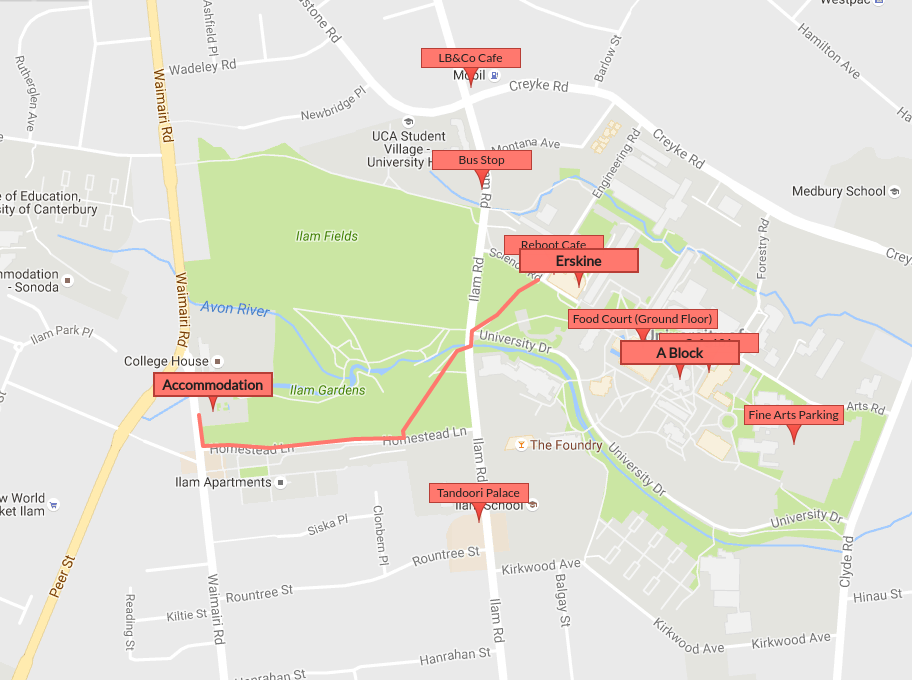 Westpac
Ashfield Pl
Hamilton Ave
Barlow St
LB&Co Cafe
Mobil
Wadeley Rd
Waimairi Rd
Rutherglen Ave
Creyke Rd
Newbridge Pl
UCA Student
Village -
University H
Montana Ave
Engineering Rd
Creyke Rd
Bus Stop
Medbury School
e of Education,
sity of Canterbury
Ilam Fields
Reboot Cafe
Erskine
Forestry Rd
Creye
Ilam Rd
mmodation
- Sonoda
Waimairi Rd
Avon River
Food Court (Ground Floor)
Ilam Park Pl
University Dr
A Block
College House
Accommodation
Ilam Gardens
Fine Arts Parking
Arts Rd
Homestead Ln
Homestead Ln
The Foundry
Ilam Rd
University Dr
Ilam Apartments
Tandoori Palace
Ilam School
w World
ket Ilam
University Dr
Siska Pl
Clonbern Pl
Rountree St
Kirkwood Ave
Clyde Rd
Peer St
Rountree St
Waimairi Rd
Reading St
Kiltie St
Balgay St
Ilam Rd
Hinau St
Kirkwood Ave
Kirkwood Ave
Hanrahan St
Hanrahan St